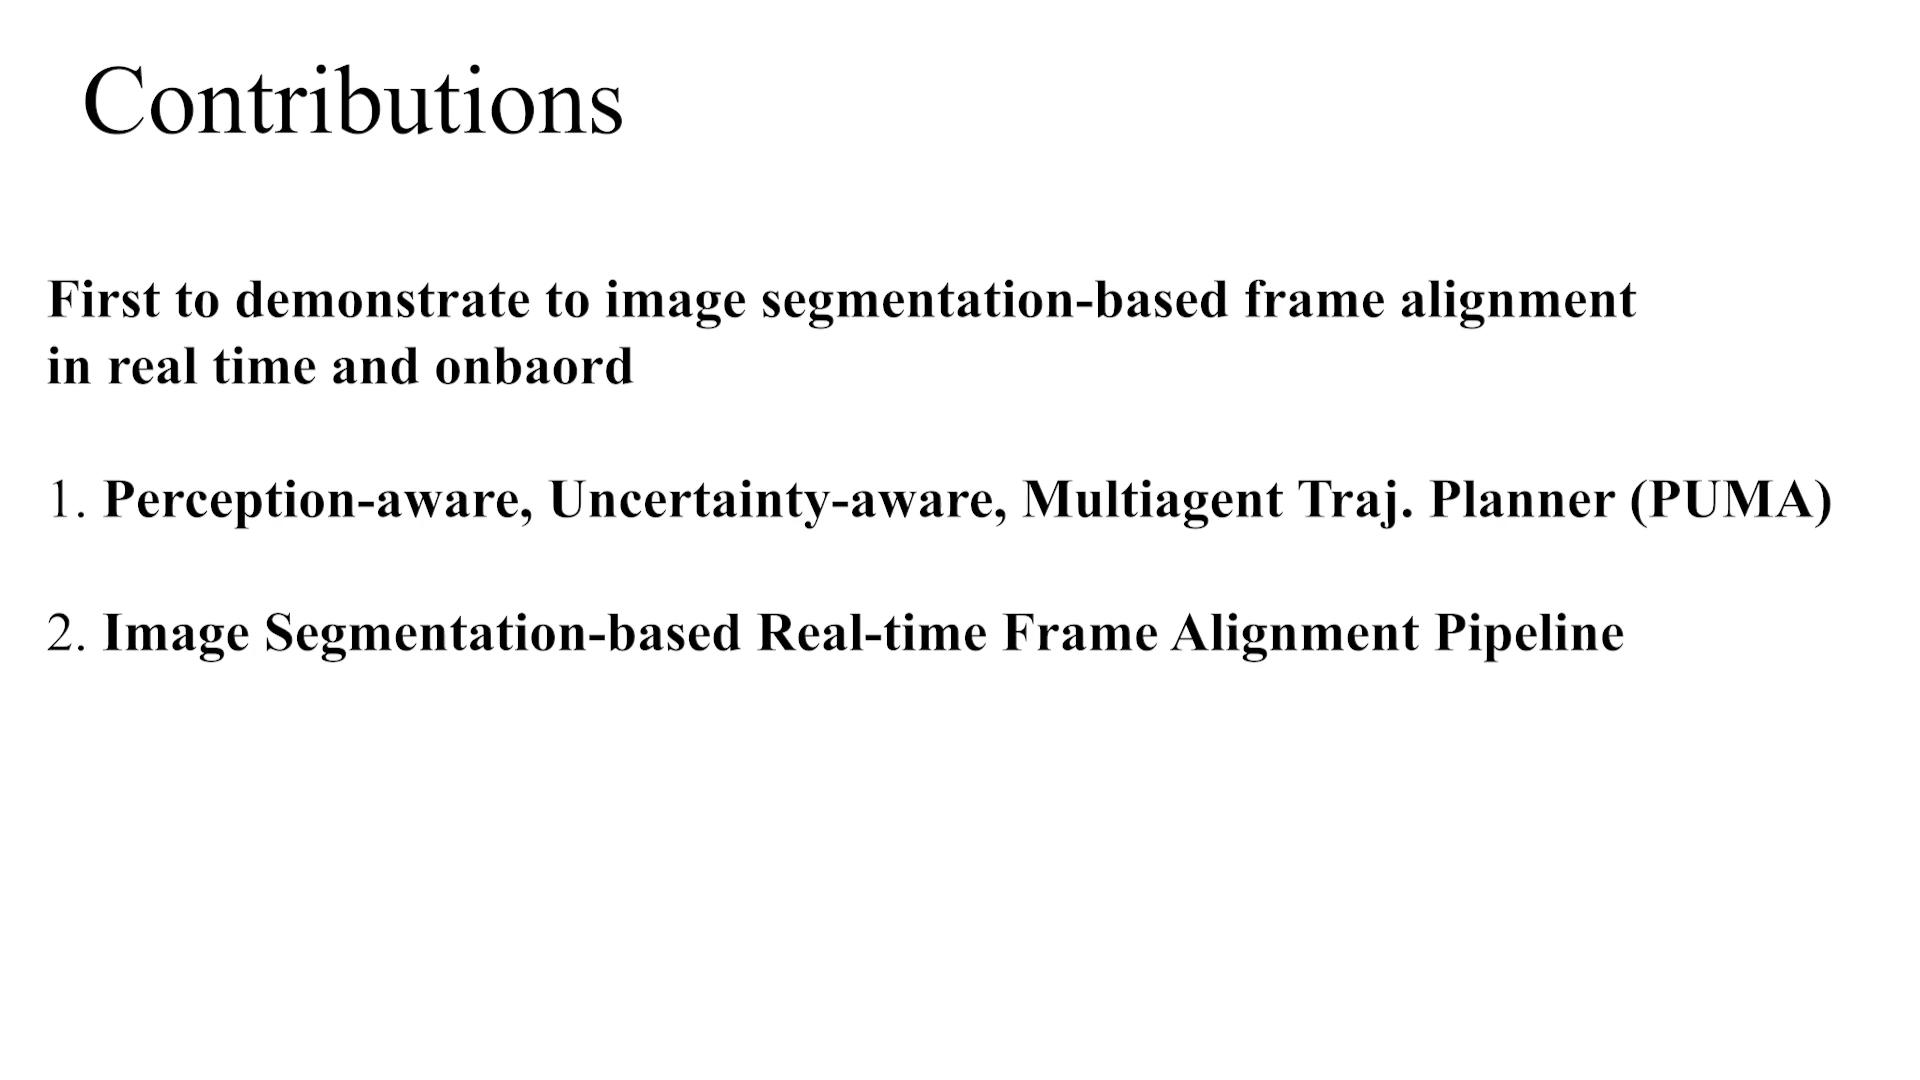 Contributions
First to demonstrate to image segmentation-based frame alignment
in real time and onbaord
1. Perception-aware, Uncertainty-aware, Multiagent Traj. Planner (PUMA)
2. Image Segmentation-based Real-time Frame Alignment Pipeline